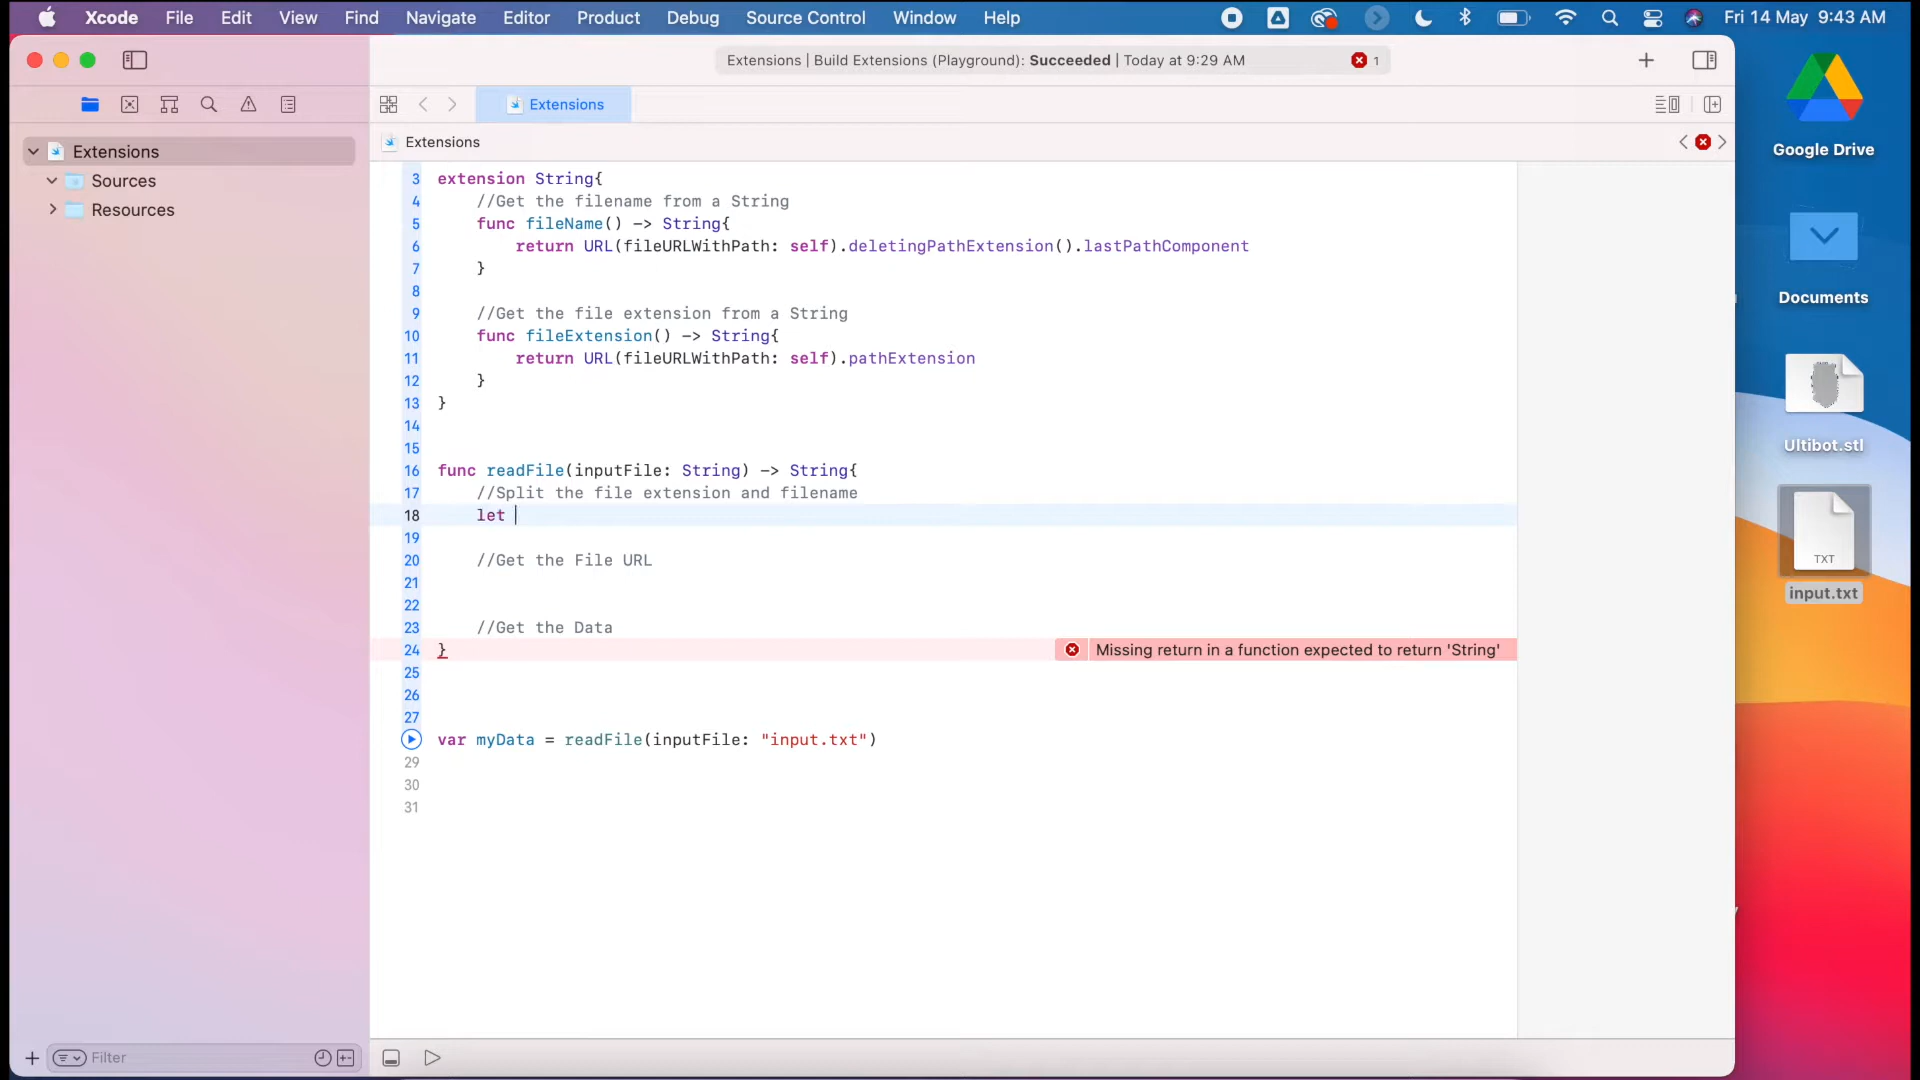 Xcode File Edit View Find Navigate Editor Product Debug Source Control Window Help Fri 14 May 9:43 AM
Extensions | Build Extensions (Playground): Succeeded | Today at 9:29 AM 1
Extensions
Extensions
Extensions
Sources
Resources
3 extension String{
4 //Get the filename from a String
5 func fileName() -> String{
6 return URL(fileURLWithPath: self).deletingPathExtension().lastPathComponent
7 }
8
9 //Get the file extension from a String
10 func fileExtension() -> String{
11 return URL(fileURLWithPath: self).pathExtension
12 }
13 }
14
15
16 func readFile(inputFile: String) -> String{
17 //Split the file extension and filename
18 let
19
20 //Get the File URL
21
22
23 //Get the Data
24 } Missing return in a function expected to return 'String'
25
26
27
var myData = readFile(inputFile: "input.txt")
29
30
31
Filter
Google Drive
Documents
Ultibot.stl
TXT
input.txt